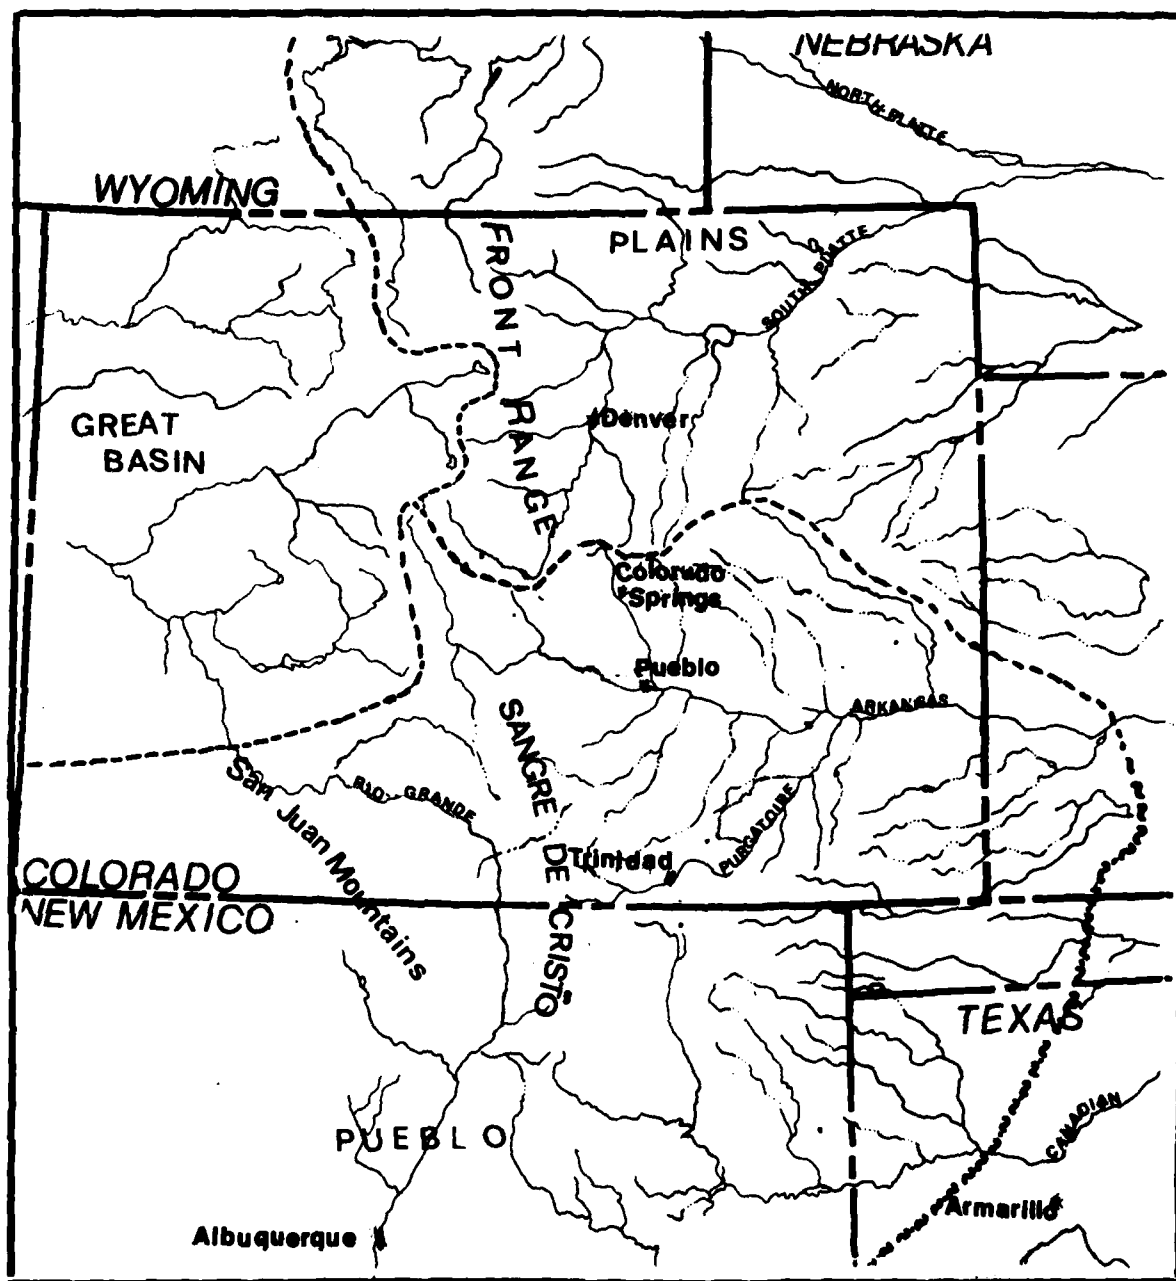 NEBRASKA
NORTH PLATTE
WYOMING
PLAINS
FRONT RANGE
SOUTH PLATTE
GREAT
BASIN
Denver
Colorado
Springs
Pueblo
ARKANSAS
SANGRE DE CRISTO
San Juan Mountains
RIO GRANDE
PURGATOIRE
Trinidad
COLORADO
NEW MEXICO
TEXAS
CANADIAN
PUEBLO
Armarillo
Albuquerque